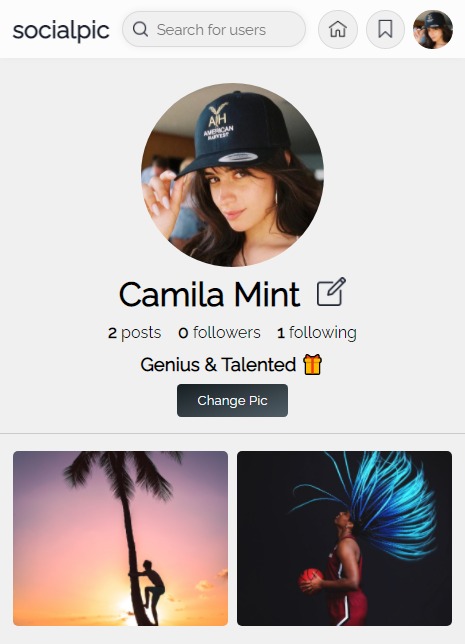 socialpic
Search for users
AH
AMERICAN
HARVEST
Camila Mint
2 posts 0 followers 1 following
Genius & Talented
Change Pic